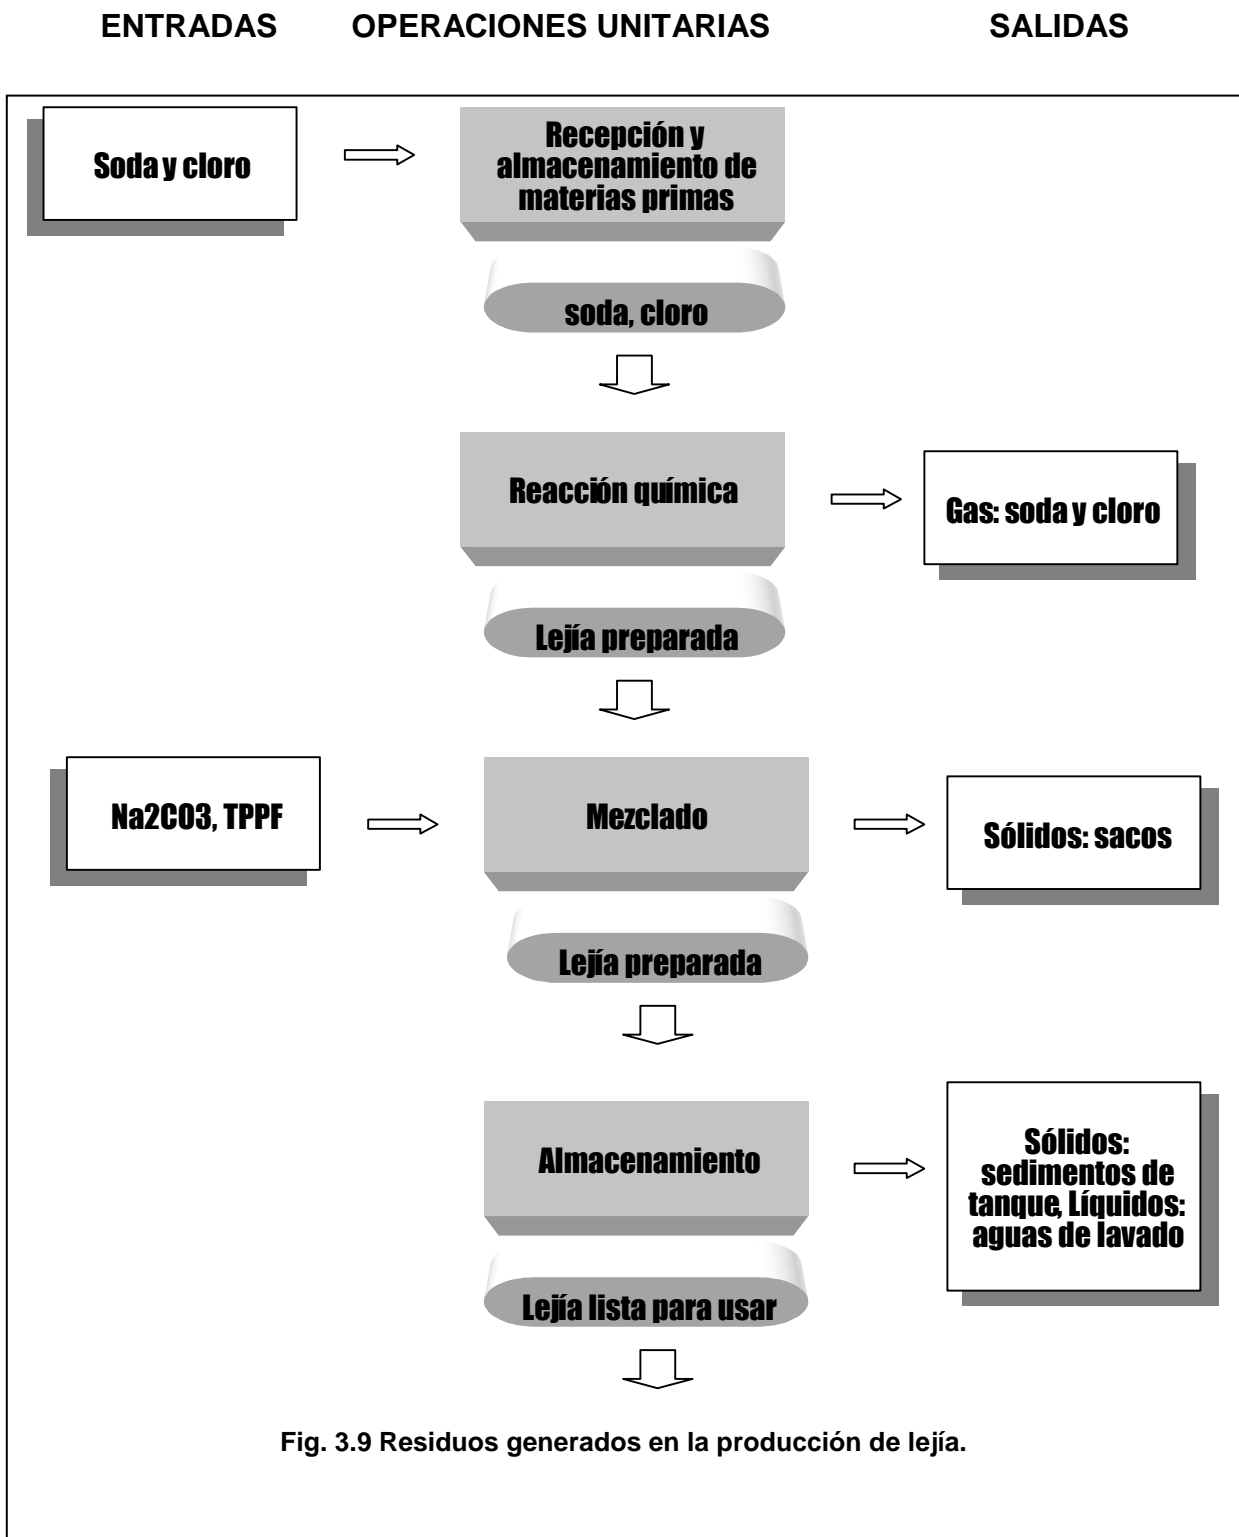 ENTRADAS OPERACIONES UNITARIAS SALIDAS
Soda y cloro
Recepción y
almacenamiento de
materias primas
soda, cloro
Reacción química
Gas: soda y cloro
Lejía preparada
Na2CO3, TPPF
Mezclado
Sólidos: sacos
Lejía preparada
Almacenamiento
Sólidos:
sedimentos de
tanque, Líquidos:
aguas de lavado
Lejía lista para usar
Fig. 3.9 Residuos generados en la producción de lejía.